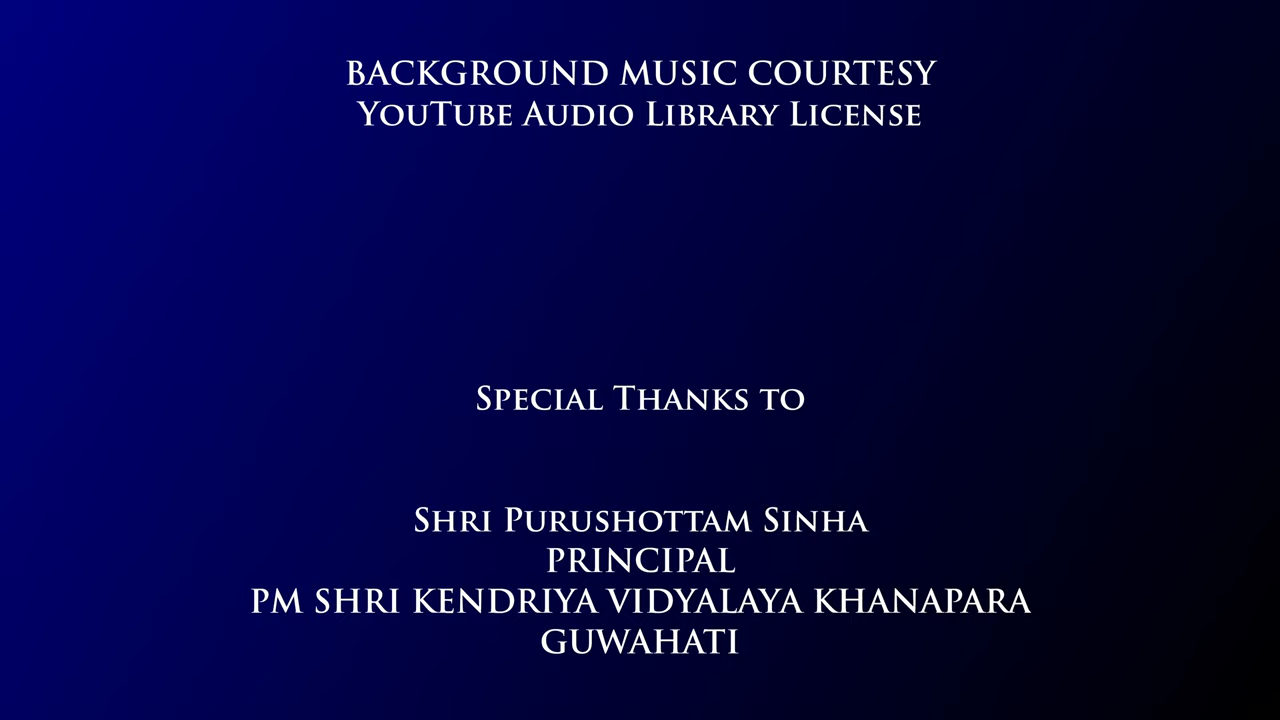 BACKGROUND MUSIC COURTESY
YouTube Audio Library License
Special Thanks to
Shri Purushottam Sinha
PRINCIPAL
PM SHRI KENDRIYA VIDYALAYA KHANAPARA
GUWAHATI